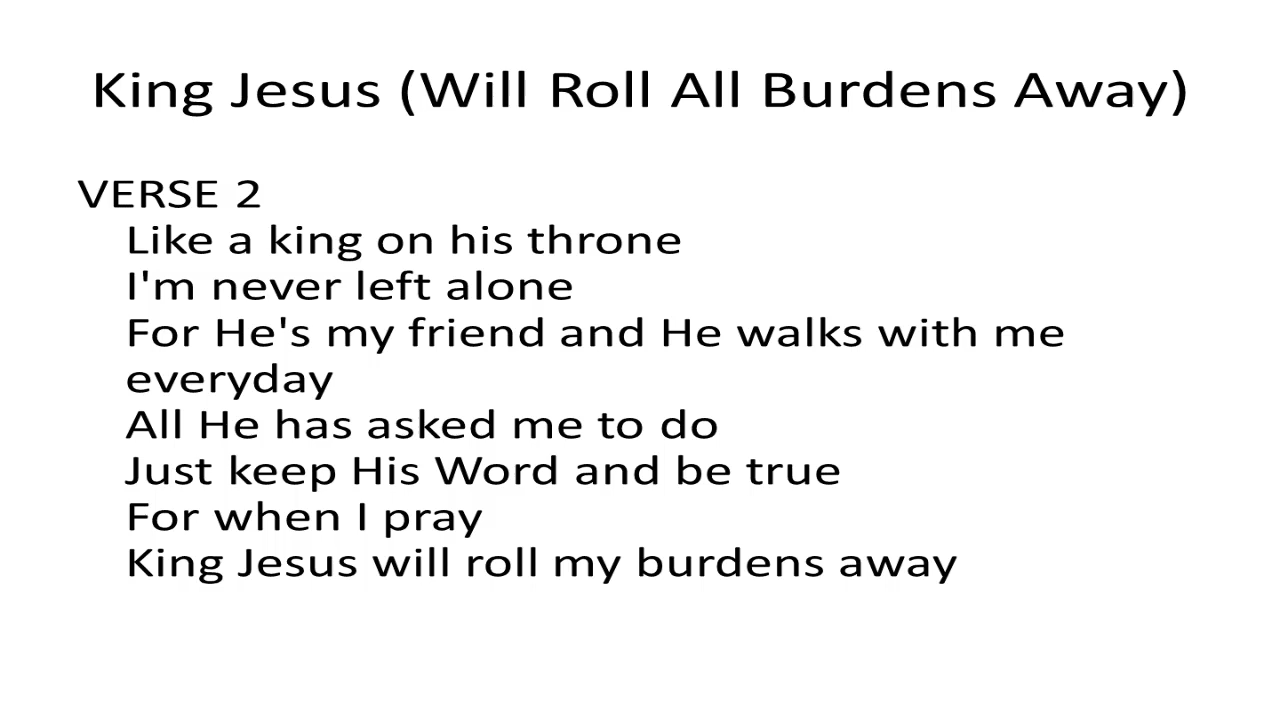 King Jesus (Will Roll All Burdens Away)
VERSE 2
Like a king on his throne
I'm never left alone
For He's my friend and He walks with me
everyday
All He has asked me to do
Just keep His Word and be true
For when I pray
King Jesus will roll my burdens away